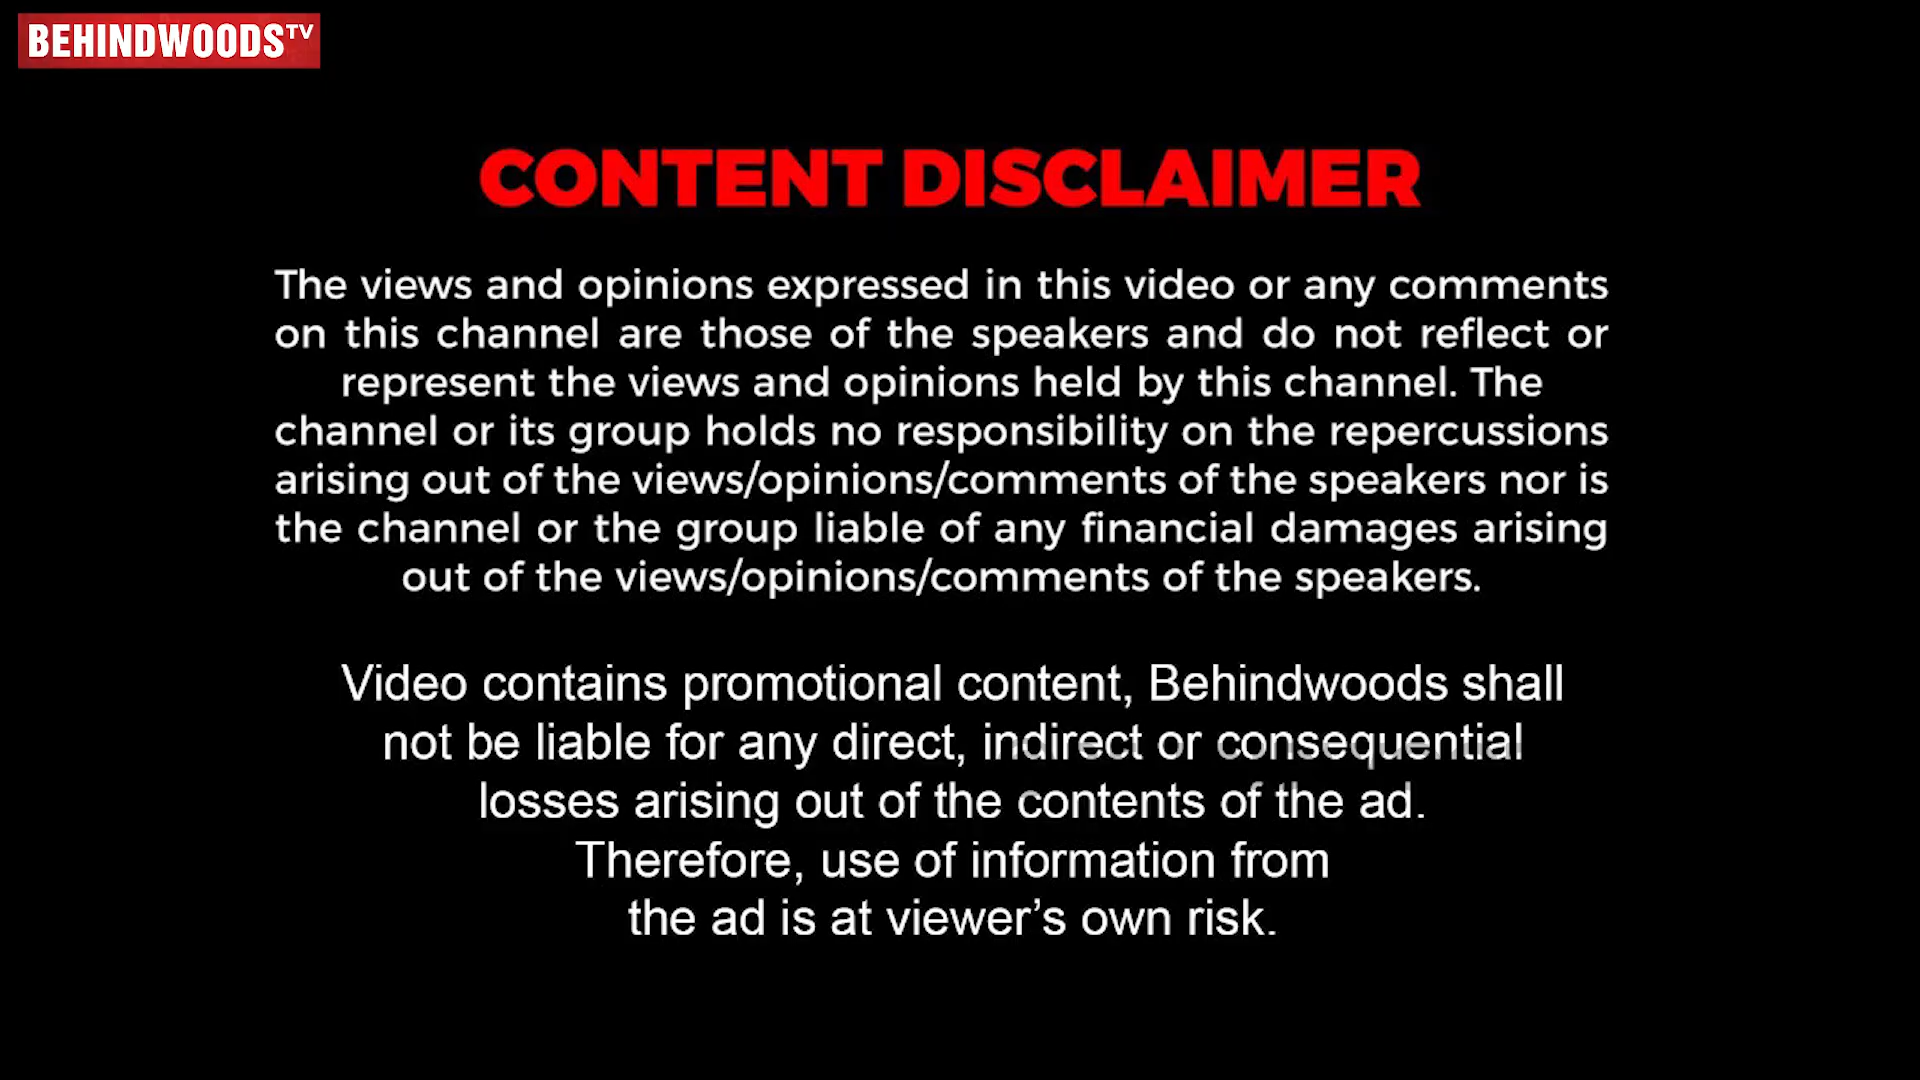 BEHINDWOODSTV
CONTENT DISCLAIMER
The views and opinions expressed in this video or any comments
on this channel are those of the speakers and do not reflect or
represent the views and opinions held by this channel. The
channel or its group holds no responsibility on the repercussions
arising out of the views/opinions/comments of the speakers nor is
the channel or the group liable of any financial damages arising
out of the views/opinions/comments of the speakers.
Video contains promotional content, Behindwoods shall
not be liable for any direct, indirect or consequential
losses arising out of the contents of the ad.
Therefore, use of information from
the ad is at viewer’s own risk.